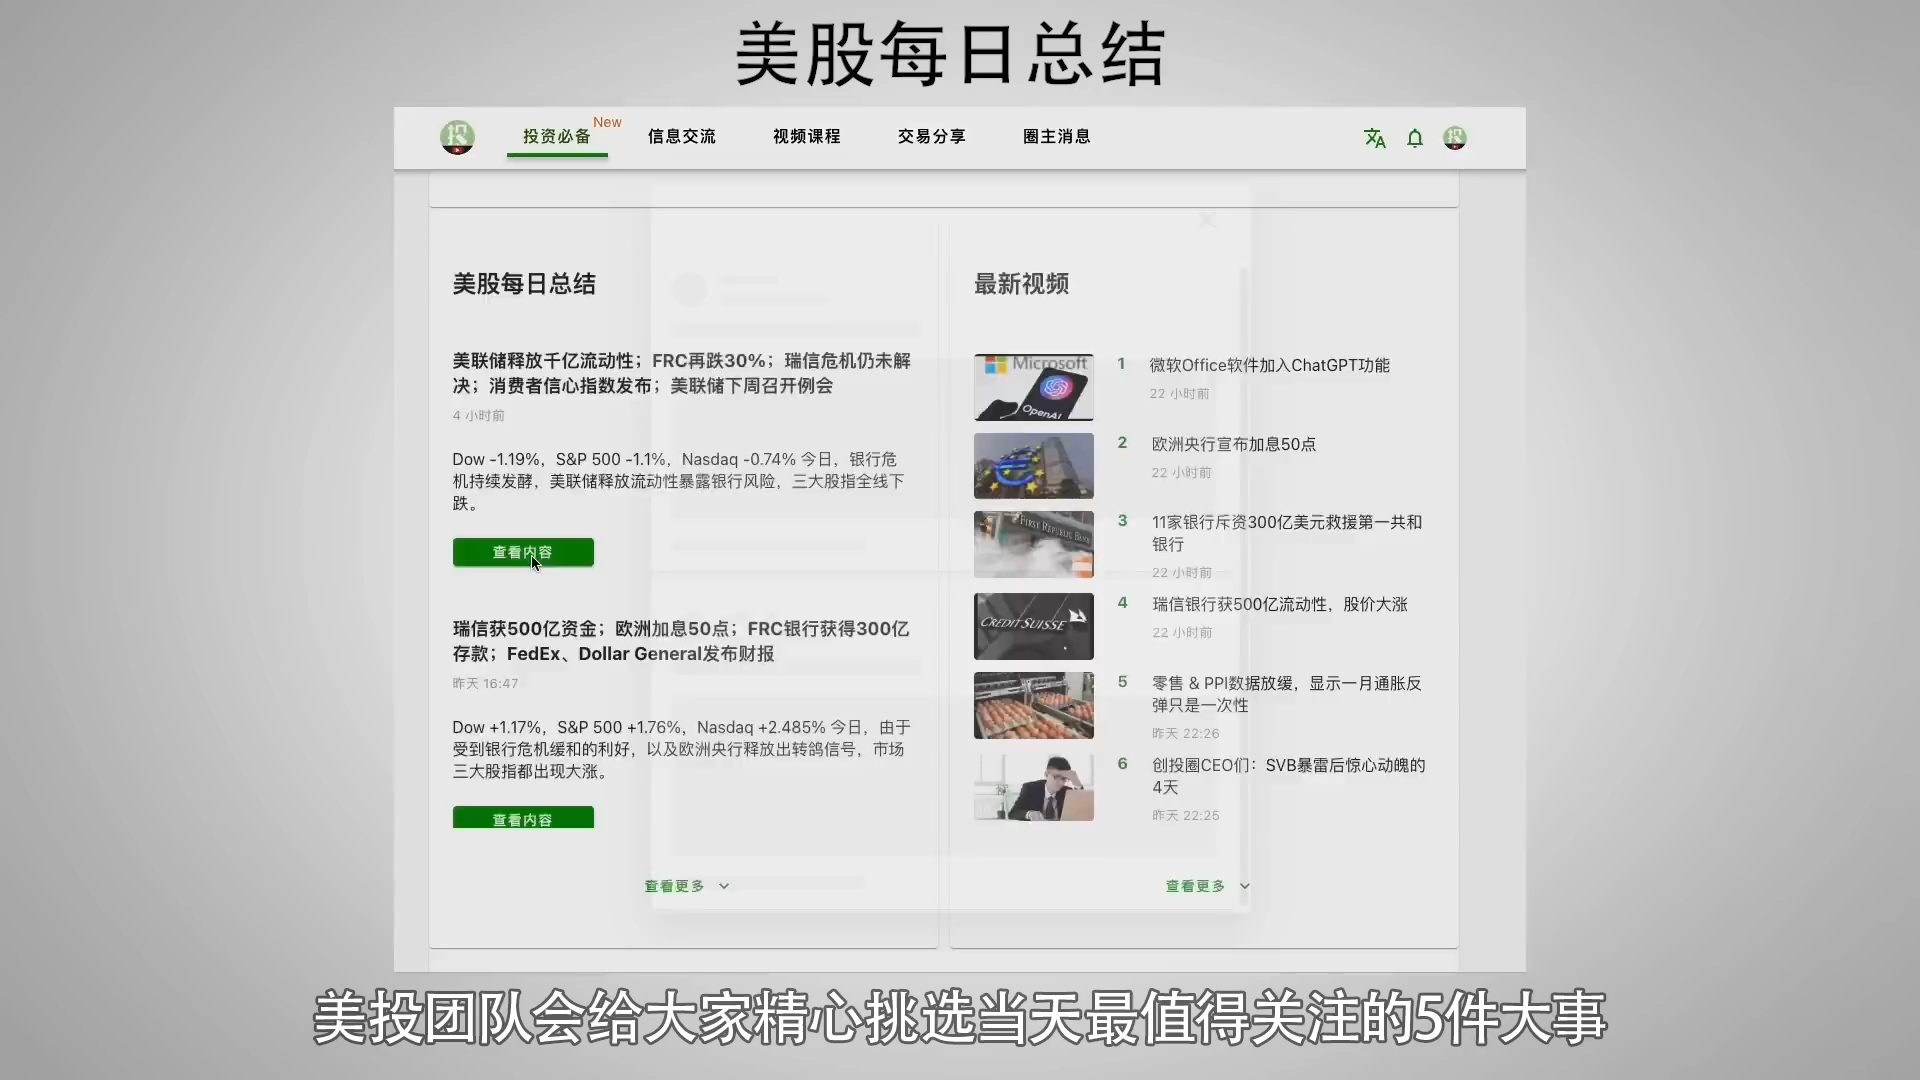 美股每日总结
投资必备
New
信息交流
视频课程
交易分享
圈主消息
美股每日总结
美联储释放千亿流动性；FRC再跌30%；瑞信危机仍未解
决；消费者信心指数发布；美联储下周召开例会
4 小时前
Dow -1.19%，S&P 500 -1.1%，Nasdaq -0.74% 今日，银行危
机持续发酵，美联储释放流动性暴露银行风险，三大股指全线下
跌。
查看内容
瑞信获500亿资金；欧洲加息50点；FRC银行获得300亿
存款；FedEx、Dollar General发布财报
昨天 16:47
Dow +1.17%，S&P 500 +1.76%，Nasdaq +2.485% 今日，由于
受到银行危机缓和的利好，以及欧洲央行释放出转鸽信号，市场
三大股指都出现大涨。
查看内容
查看更多
最新视频
Microsoft
OpenAI
1
微软Office软件加入ChatGPT功能
22 小时前
2
欧洲央行宣布加息50点
22 小时前
FIRST REPUBLIC BANK
3
11家银行斥资300亿美元救援第一共和
银行
22 小时前
CREDIT SUISSE
4
瑞信银行获500亿流动性，股价大涨
22 小时前
5
零售 & PPI数据放缓，显示一月通胀反
弹只是一次性
昨天 22:26
6
创投圈CEO们：SVB暴雷后惊心动魄的
4天
昨天 22:25
查看更多
美投团队会给大家精心挑选当天最值得关注的5件大事